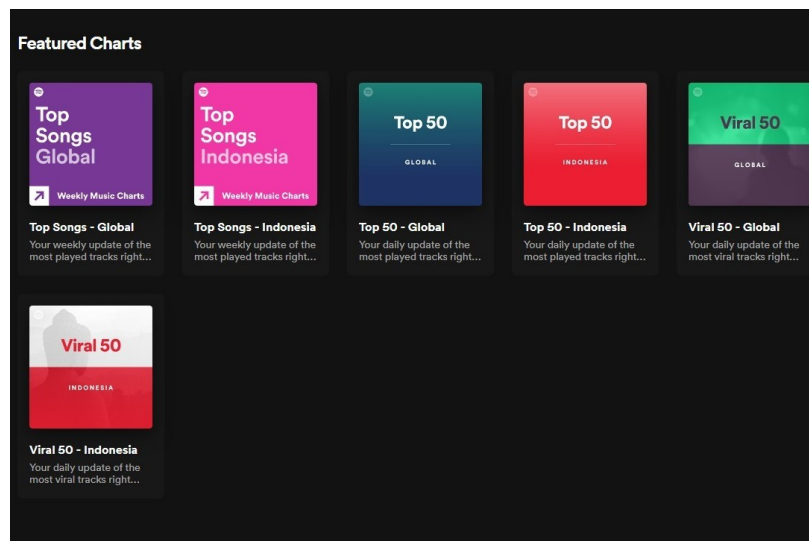 Featured Charts
Top
Songs
Global
Weekly Music Charts
Top Songs - Global
Your weekly update of the
most played tracks right...
Top
Songs
Indonesia
Weekly Music Charts
Top Songs - Indonesia
Your weekly update of the
most played tracks right...
Top 50
GLOBAL
Top 50 - Global
Your daily update of the
most played tracks right...
Top 50
INDONESIA
Top 50 - Indonesia
Your daily update of the
most played tracks right...
Viral 50
GLOBAL
Viral 50 - Global
Your daily update of the
most viral tracks right...
Viral 50
INDONESIA
Viral 50 - Indonesia
Your daily update of the
most viral tracks right...